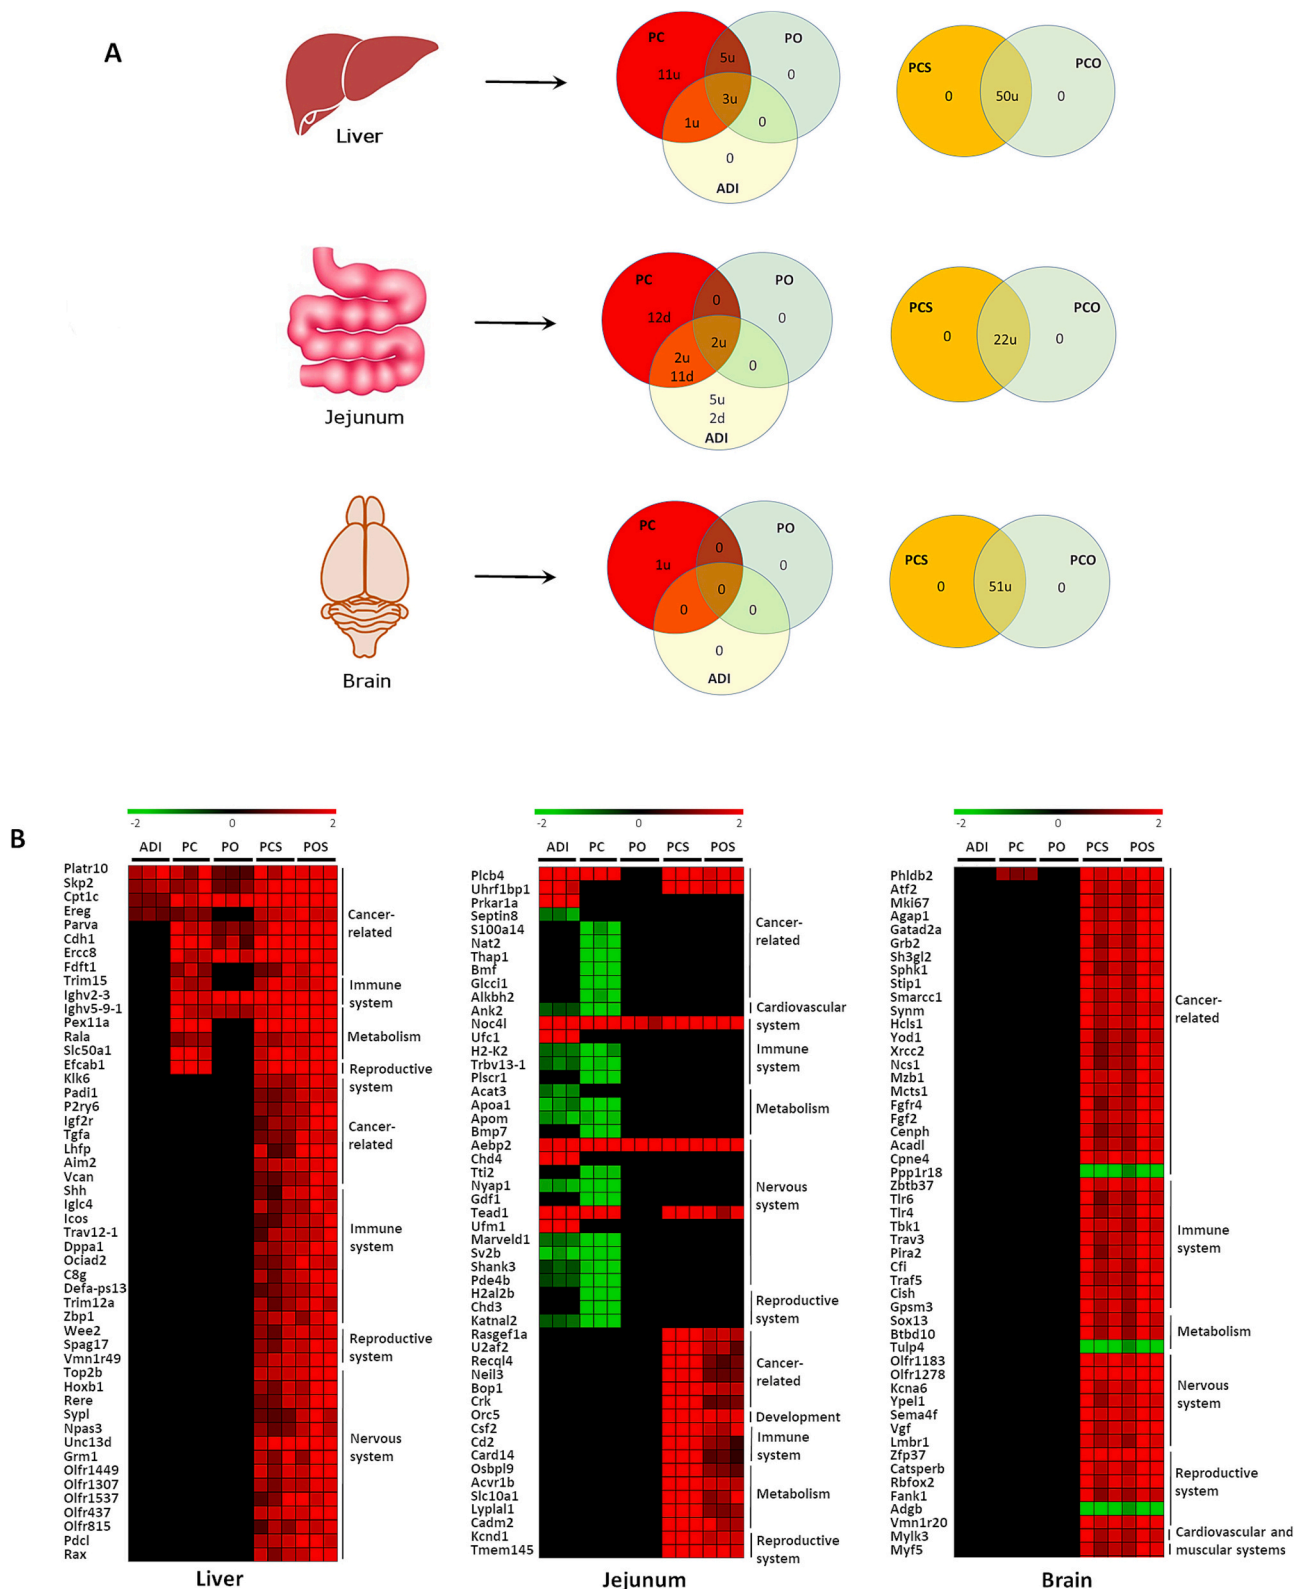 A
PC
PO
5u
11u
0
3u
1u
0
0
ADI
PCS
PCO
0
50u
0
Liver
PC
PO
0
12d
0
2u
2u
11d
0
5u
2d
ADI
PCS
PCO
0
22u
0
Jejunum
PC
PO
0
1u
0
0
0
0
0
ADI
PCS
PCO
0
51u
0
Brain
B
-2 0 2
ADI PC PO PCS POS
Platr10
Skp2
Cpt1c
Ereg
Parva
Cdh1
Ercc8
Fdft1
Trim15
Ighv2-3
Ighv5-9-1
Pex11a
Rala
Slc50a1
Efcab1
Klk6
Padi1
P2ry6
Igf2r
Tgfa
Lhfp
Aim2
Vcan
Shh
Iglc4
Icos
Trav12-1
Dppa1
Ociad2
C8g
Defa-ps13
Trim12a
Zbp1
Wee2
Spag17
Vmn1r49
Top2b
Hoxb1
Rere
Sypl
Npas3
Unc13d
Grm1
Olfr1449
Olfr1307
Olfr1537
Olfr437
Olfr815
Pdcl
Rax
Cancer-
related
Immune
system
Metabolism
Reproductive
system
Cancer-
related
Immune
system
Reproductive
system
Nervous
system
Liver
-2 0 2
ADI PC PO PCS POS
Plcb4
Uhrf1bp1
Prkar1a
Septin8
S100a14
Nat2
Thap1
Bmf
Glcci1
Alkbh2
Ank2
Noc4l
Ufc1
H2-K2
Trbv13-1
Plscr1
Acat3
Apoa1
Apom
Bmp7
Aebp2
Chd4
Tti2
Nyap1
Gdf1
Tead1
Ufm1
Marveld1
Sv2b
Shank3
Pde4b
H2al2b
Chd3
Katnal2
Rasgef1a
U2af2
Recql4
Neil3
Bop1
Crk
Orc5
Csf2
Cd2
Card14
Osbpl9
Acvr1b
Slc10a1
Lyplal1
Cadm2
Kcnd1
Tmem145
Cancer-
related
Cardiovascular
system
Immune
system
Metabolism
Nervous
system
Reproductive
system
Cancer-
related
Development
Immune
system
Metabolism
Reproductive
system
Jejunum
-2 0 2
ADI PC PO PCS POS
Phldb2
Atf2
Mki67
Agap1
Gatad2a
Grb2
Sh3gl2
Sphk1
Stip1
Smarcc1
Synm
Hcls1
Yod1
Xrcc2
Ncs1
Mzb1
Mcts1
Fgfr4
Fgf2
Cenph
Acadl
Cpne4
Ppp1r18
Zbtb37
Tlr6
Tlr4
Tbk1
Trav3
Pira2
Cfi
Traf5
Cish
Gpsm3
Sox13
Btbd10
Tulp4
Olfr1183
Olfr1278
Kcna6
Ypel1
Sema4f
Vgf
Lmbr1
Zfp37
Catsperb
Rbfox2
Fank1
Adgb
Vmn1r20
Mylk3
Myf5
Cancer-
related
Immune
system
Metabolism
Nervous
system
Reproductive
system
Cardiovascular and
muscular systems
Brain